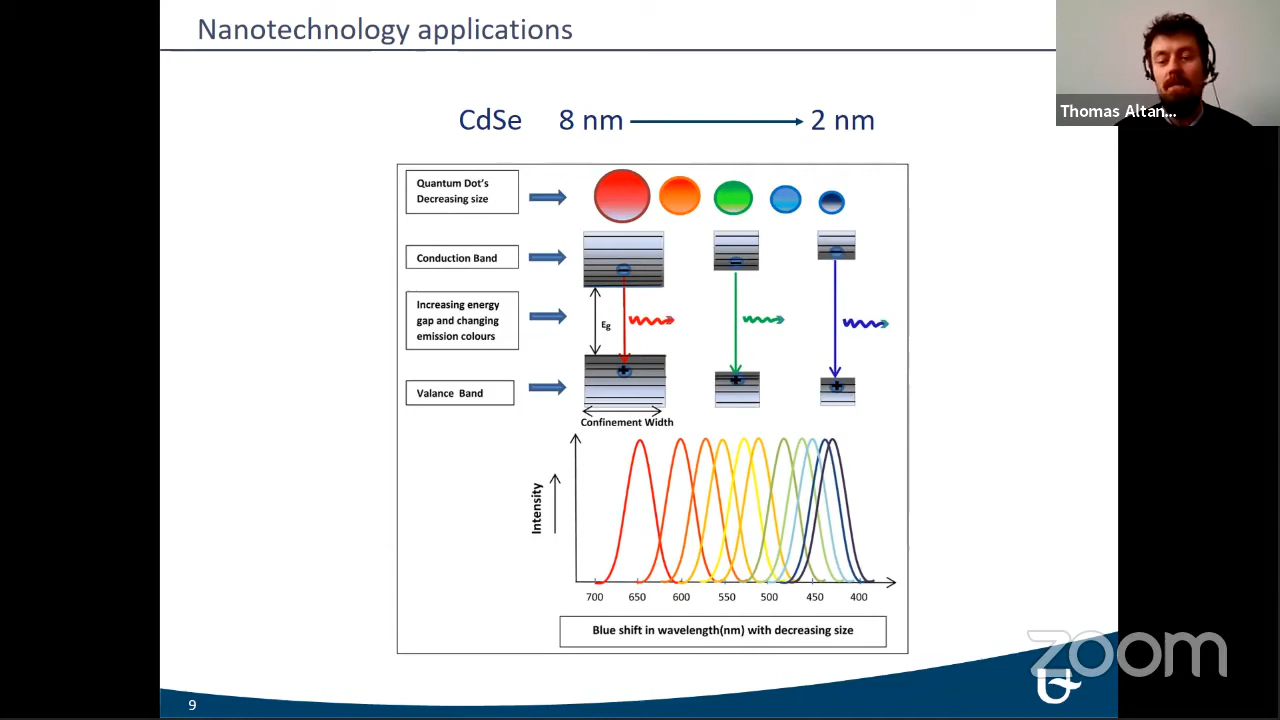 Nanotechnology applications
Thomas Altan...
CdSe 8 nm 2 nm
Quantum Dot's
Decreasing size
Conduction Band
Increasing energy
gap and changing
emission colours
Eg
Valance Band
Confinement Width
Intensity
700 650 600 550 500 450 400
Blue shift in wavelength(nm) with decreasing size
zoom
9